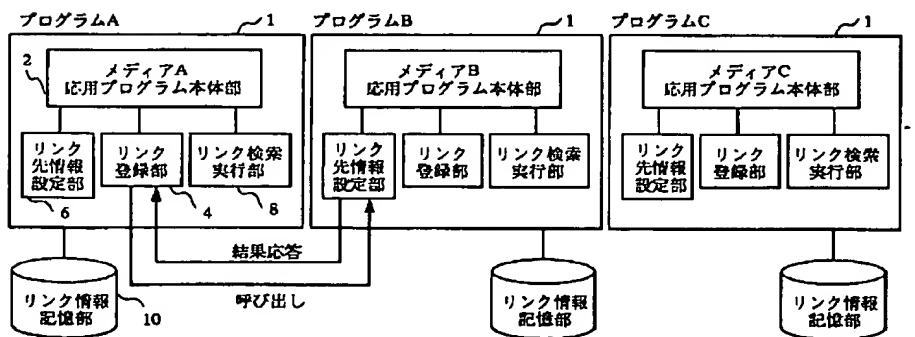 プログラムA
1
2
メディアA
応用プログラム本体部
リンク
先情報
設定部
リンク
登録部
リンク検索
実行部
6
4
8
リンク情報
記憶部
10
プログラムB
1
メディアB
応用プログラム本体部
リンク
先情報
設定部
リンク
登録部
リンク検索
実行部
結果応答
呼び出し
リンク情報
記憶部
プログラムC
1
メディアC
応用プログラム本体部
リンク
先情報
設定部
リンク
登録部
リンク検索
実行部
リンク情報
記憶部